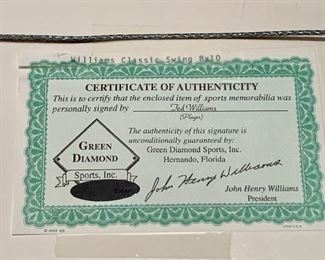 Williams Classic Swing 8x10
CERTIFICATE OF AUTHENTICITY
This is to certify that the enclosed item of sports memorabilia was
personally signed by Ted Williams
(Player)
The authenticity of this signature is
unconditionally guaranteed by:
Green Diamond Sports, Inc.
Hernando, Florida
GREEN
DIAMOND
Sports, Inc.
John Henry Williams
John Henry Williams
President